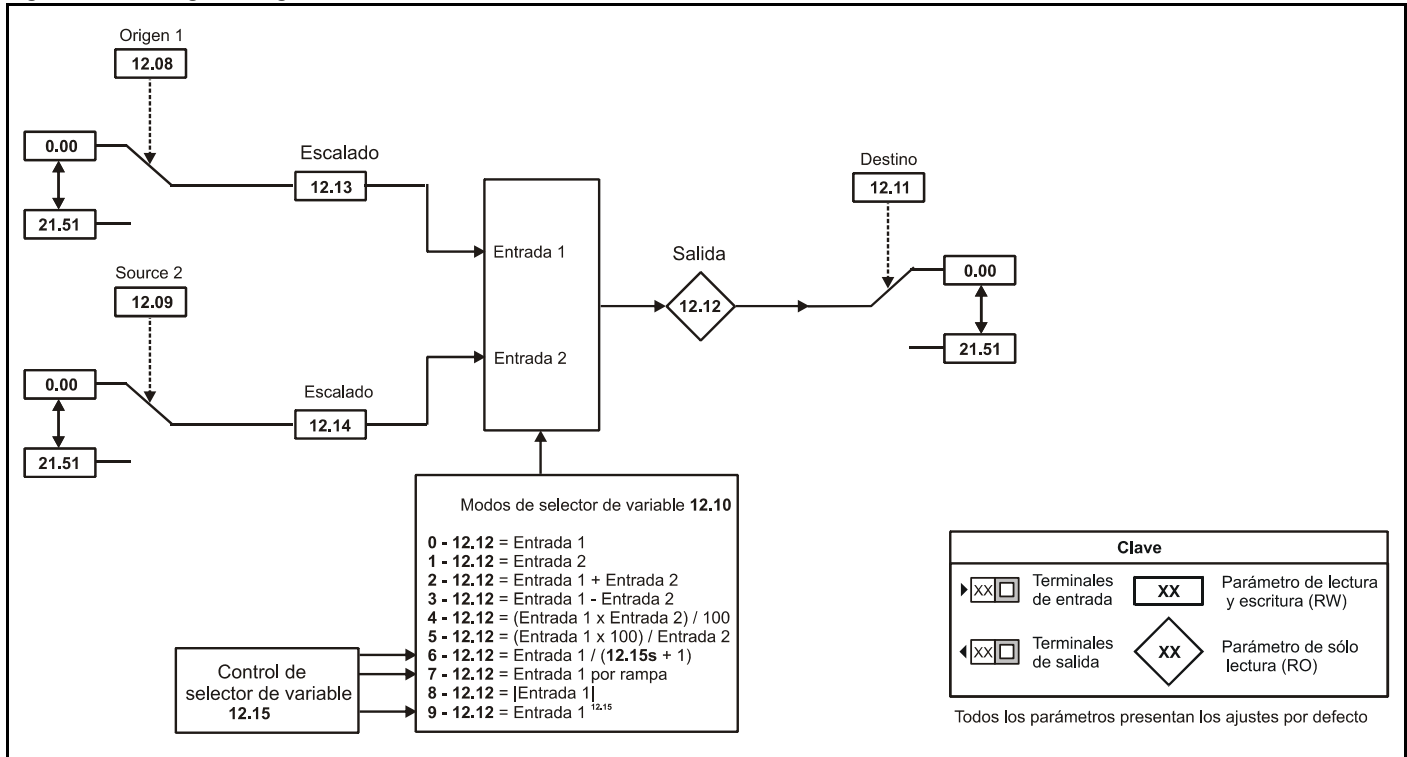 Origen 1
12.08
0.00
21.51
Escalado
12.13
Source 2
12.09
0.00
21.51
Escalado
12.14
Entrada 1
Entrada 2
Salida
12.12
Destino
12.11
0.00
21.51
Modos de selector de variable 12.10
0 - 12.12 = Entrada 1
1 - 12.12 = Entrada 2
2 - 12.12 = Entrada 1 + Entrada 2
3 - 12.12 = Entrada 1 - Entrada 2
4 - 12.12 = (Entrada 1 x Entrada 2) / 100
5 - 12.12 = (Entrada 1 x 100) / Entrada 2
6 - 12.12 = Entrada 1 / (12.15s + 1)
7 - 12.12 = Entrada 1 por rampa
8 - 12.12 = |Entrada 1|
9 - 12.12 = Entrada 1 12.15
Control de
selector de variable
12.15
Clave
XX
Terminales
de entrada
XX
Parámetro de lectura
y escritura (RW)
XX
Terminales
de salida
XX
Parámetro de sólo
lectura (RO)
Todos los parámetros presentan los ajustes por defecto